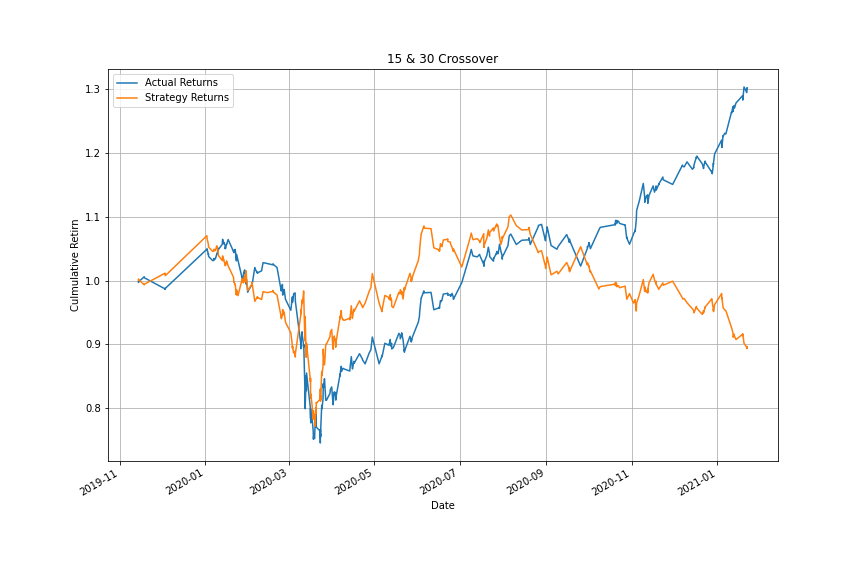 15 & 30 Crossover
Actual Returns
Strategy Returns
1.3
1.2
1.1
1.0
0.9
0.8
Culmulative Retirn
2019-11
2020-01
2020-03
2020-05
2020-07
2020-09
2020-11
2021-01
Date